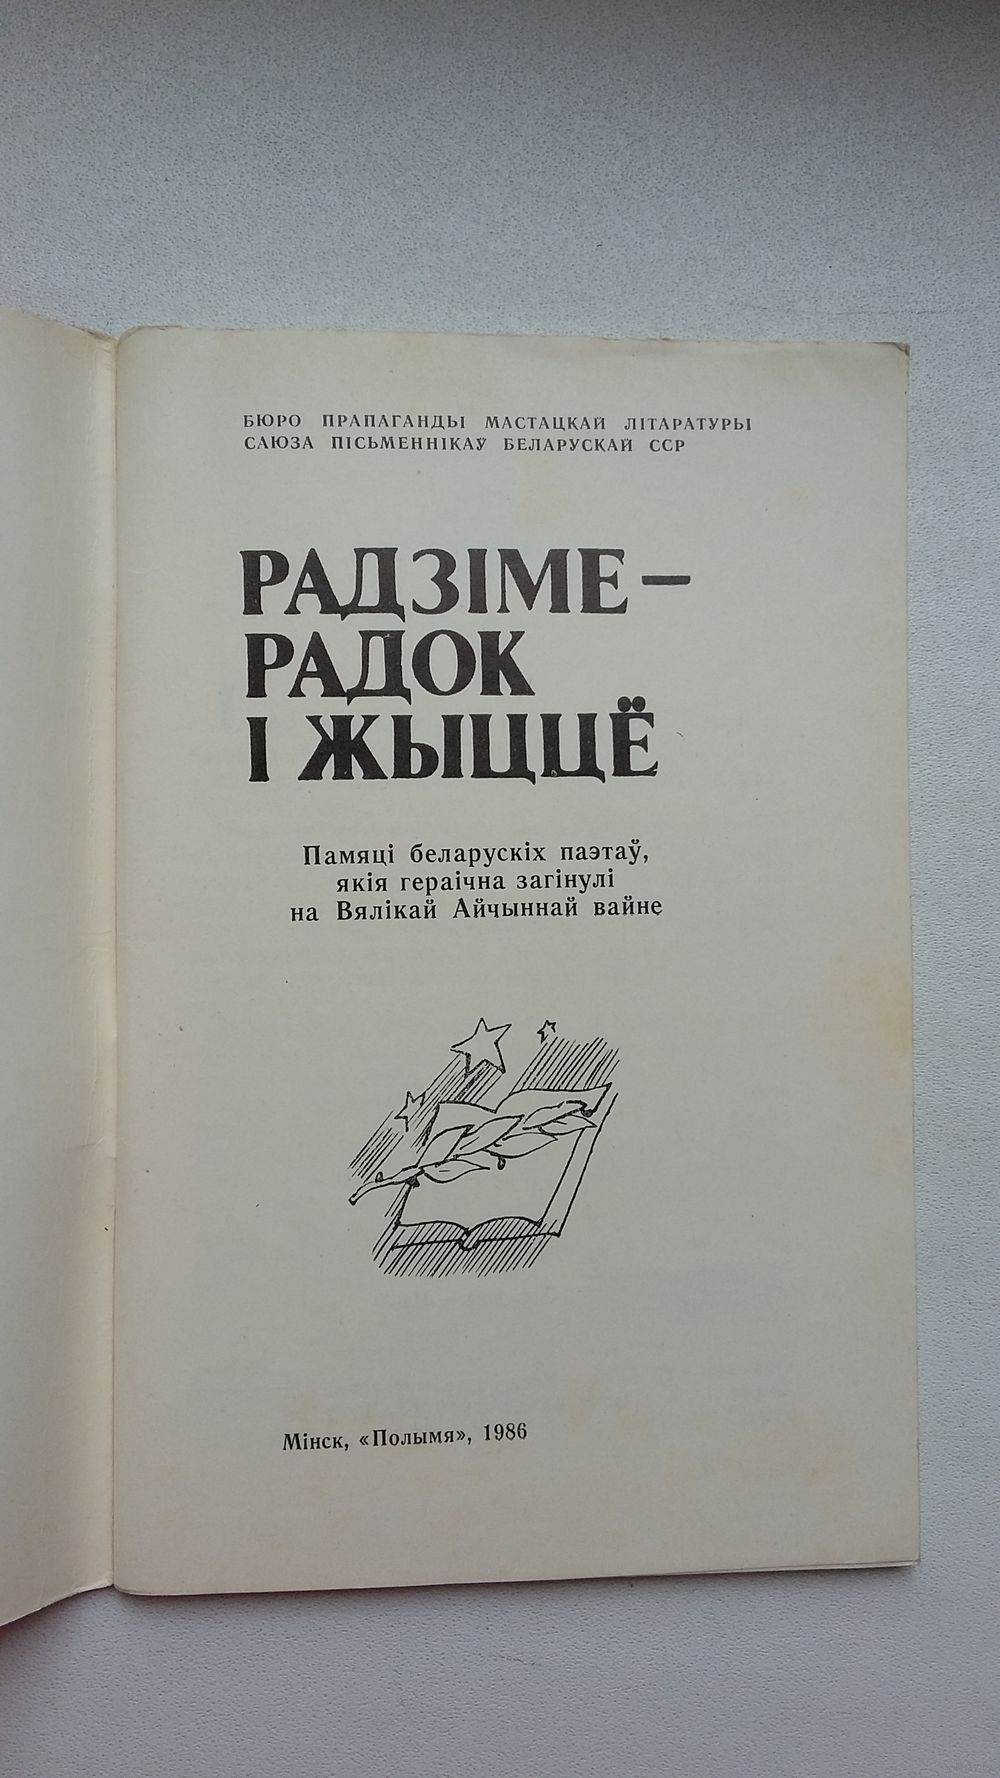 БЮРО ПРАПАГАНДЫ МАСТАЦКАЙ ЛІТАРАТУРЫ
САЮЗА ПІСЬМЕННІКАЎ БЕЛАРУСКАЙ ССР
РАДЗІМЕ –
РАДОК
І ЖЫЦЦЁ
Памяці беларускіх паэтаў,
якія гераічна загінулі
на Вялікай Айчыннай вайне
Мінск, «Полымя», 1986